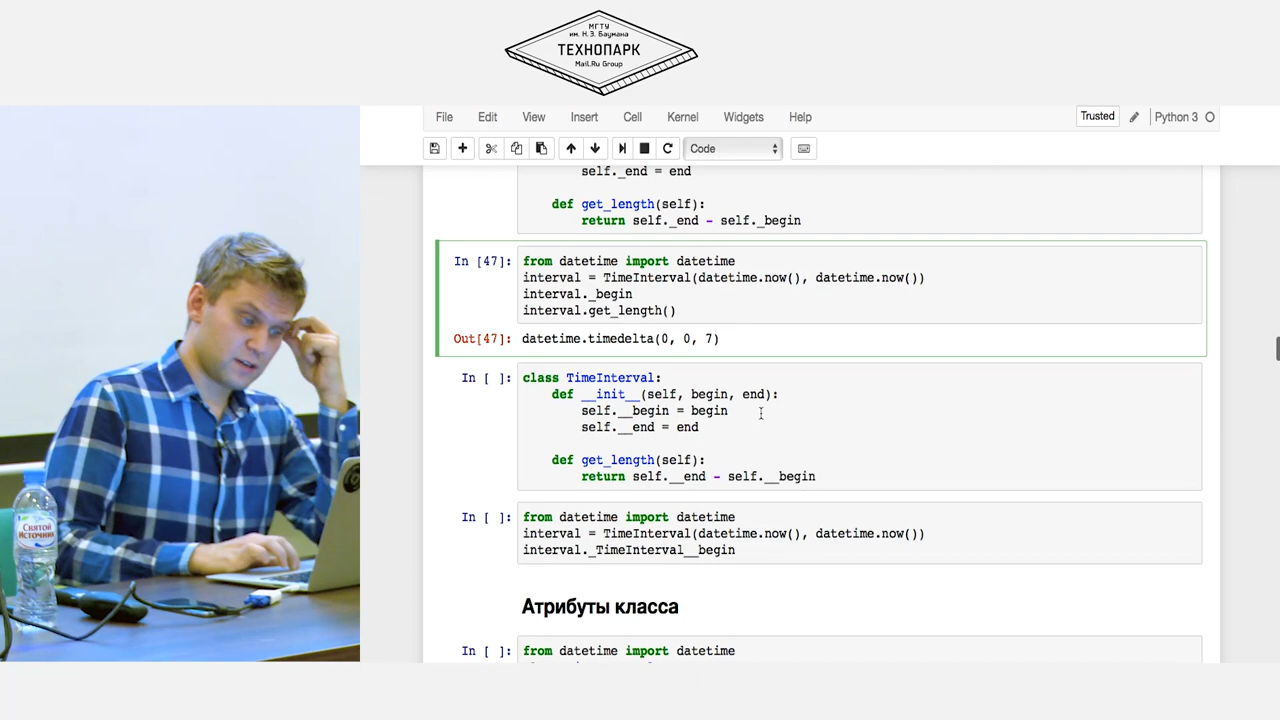 МГТУ
им. Н.Э. Баумана
ТЕХНОПАРК
Mail.Ru Group
File Edit View Insert Cell Kernel Widgets Help Trusted Python 3
Code
self._end = end
def get_length(self):
return self._end - self._begin
In [47]: from datetime import datetime
interval = TimeInterval(datetime.now(), datetime.now())
interval._begin
interval.get_length()
Out[47]: datetime.timedelta(0, 0, 7)
In [ ]: class TimeInterval:
def __init__(self, begin, end):
self.__begin = begin
self.__end = end
def get_length(self):
return self.__end - self.__begin
In [ ]: from datetime import datetime
interval = TimeInterval(datetime.now(), datetime.now())
interval._TimeInterval__begin
Атрибуты класса
In [ ]: from datetime import datetime
СВЯТОЙ
ИСТОЧНИК